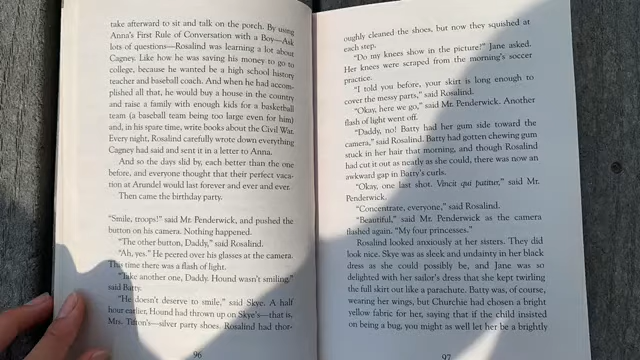 take afterward to sit and talk on the porch. By using
Anna's First Rule of Conversation with a Boy—Ask
lots of questions—Rosalind was learning a lot about
Cagney. Like how he was saving his money to go to
college, because he wanted to be a high school history
teacher and baseball coach. And when he had accom-
plished all that, he would buy a house in the country
and raise a family with enough kids for a basketball
team (a baseball team being too large even for him)
and, in his spare time, write books about the Civil War.
Every night, Rosalind carefully wrote down everything
Cagney had said and sent it in a letter to Anna.
And so the days slid by, each better than the one
before, and everyone thought that their perfect vaca-
tion at Arundel would last forever and ever and ever.
Then came the birthday party.
"Smile, troops!" said Mr. Penderwick, and pushed the
button on his camera. Nothing happened.
"The other button, Daddy," said Rosalind.
"Ah, yes." He peered over his glasses at the camera.
This time there was a flash of light.
"Take another one, Daddy. Hound wasn't smiling,"
said Batty.
"He doesn't deserve to smile," said Skye. A half
hour earlier, Hound had thrown up on Skye's—that is,
Mrs. Tifton's—silver party shoes. Rosalind had thor-
96
oughly cleaned the shoes, but now they squished at
each step.
"Do my knees show in the picture?" Jane asked.
Her knees were scraped from the morning's soccer
practice.
"I told you before, your skirt is long enough to
cover the messy parts," said Rosalind.
"Okay, here we go," said Mr. Penderwick. Another
flash of light went off.
"Daddy, no! Batty had her gum side toward the
camera," said Rosalind. Batty had gotten chewing gum
stuck in her hair that morning, and though Rosalind
had cut it out as neatly as she could, there was now an
awkward gap in Batty's curls.
"Okay, one last shot. Vincit qui patitur," said Mr.
Penderwick.
"Concentrate, everyone," said Rosalind.
"Beautiful," said Mr. Penderwick as the camera
flashed again. "My four princesses."
Rosalind looked anxiously at her sisters. They did
look nice. Skye was as sleek and undainty in her black
dress as she could possibly be, and Jane was so
delighted with her sailor's dress that she kept twirling
the full skirt out like a parachute. Batty was, of course,
wearing her wings, but Churchie had chosen a bright
yellow fabric for her, saying that if the child insisted
on being a bug, you might as well let her be a brightly
97